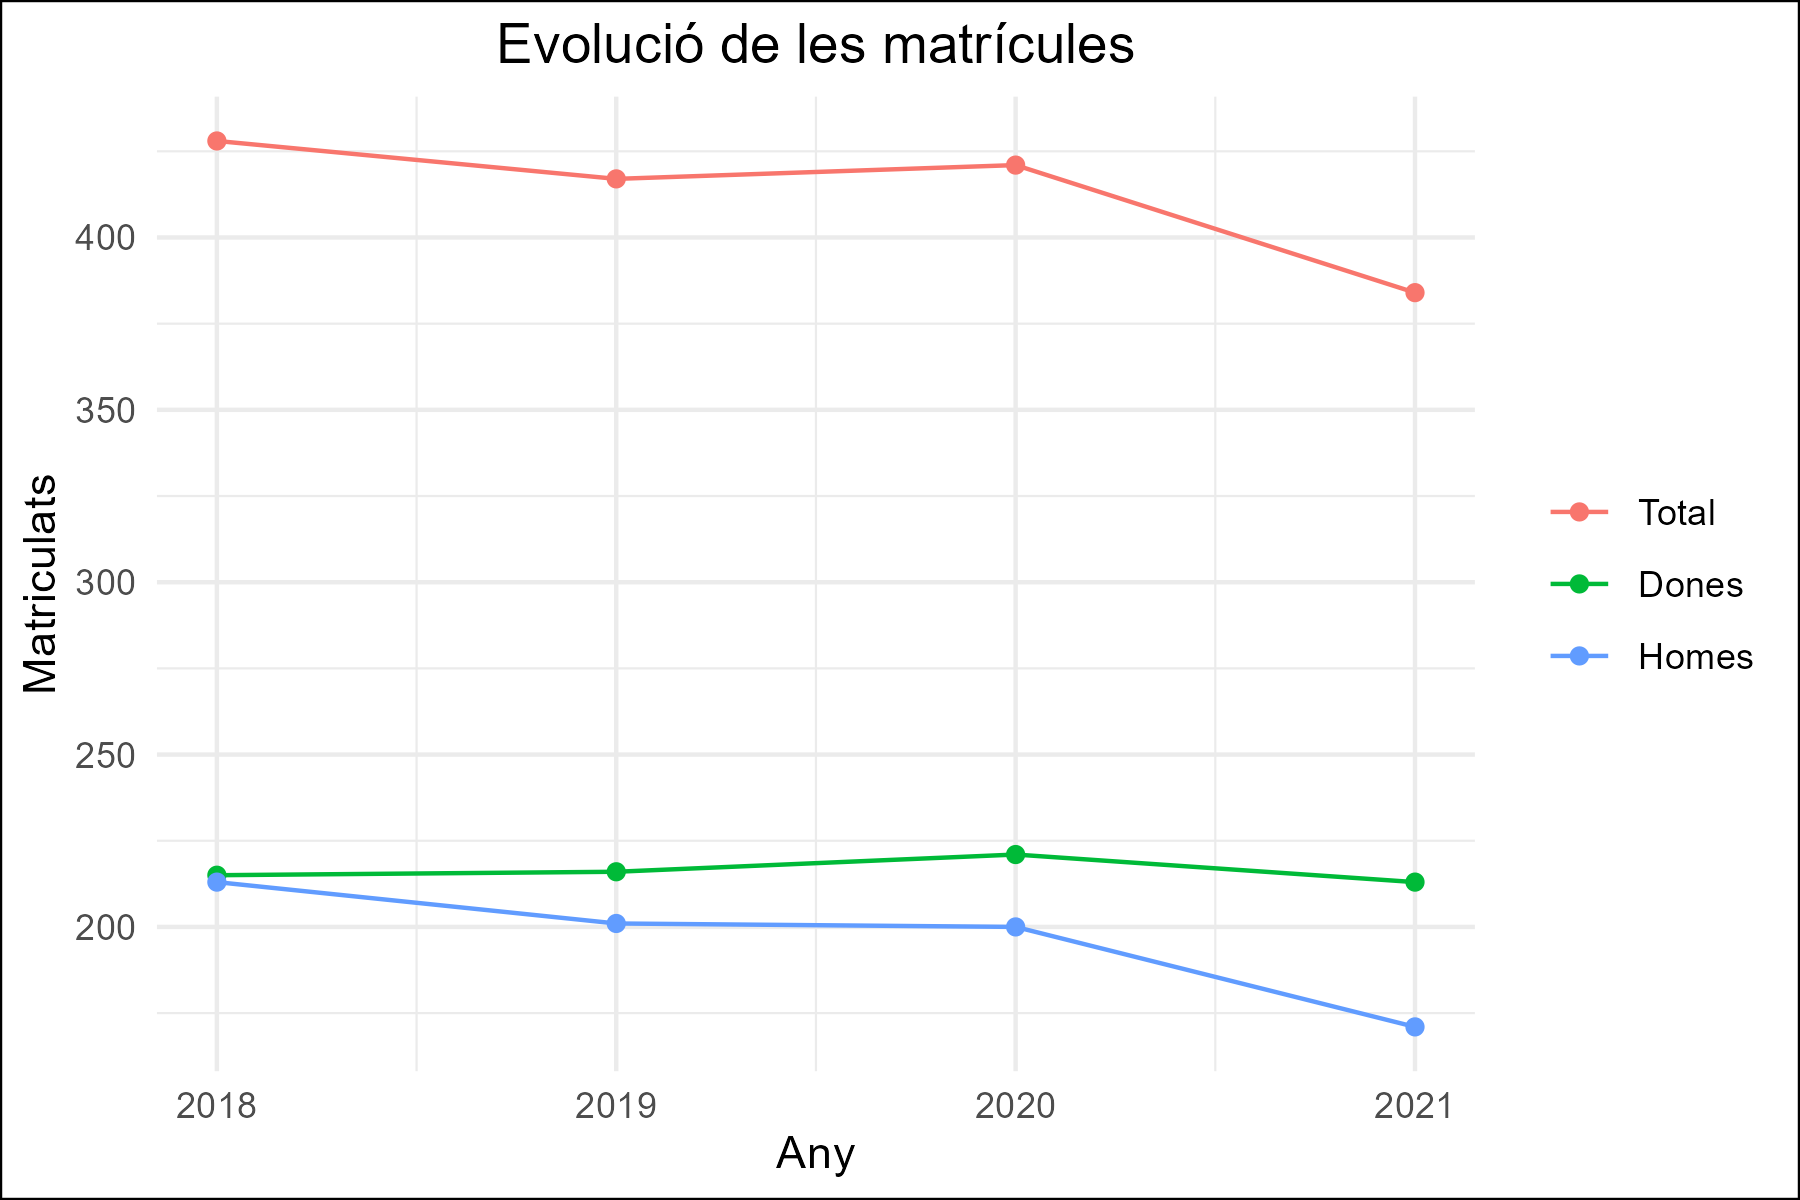 Evolució de les matrícules
Matriculats
400
350
300
250
200
2018 2019 2020 2021
Any
Total
Dones
Homes